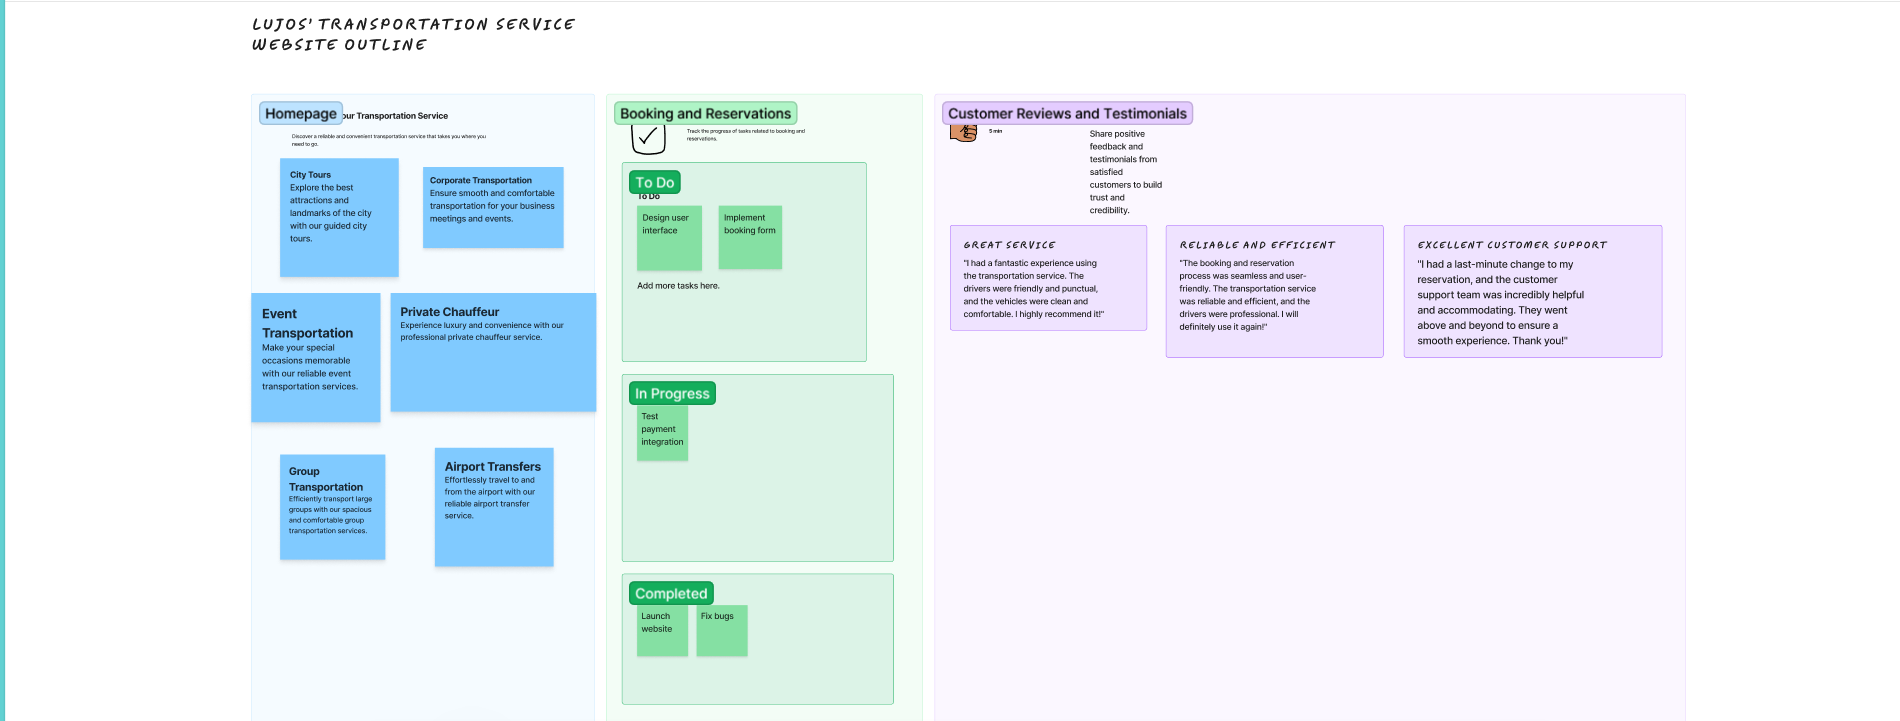 LUJOS' TRANSPORTATION SERVICE
WEBSITE OUTLINE
Homepage
our Transportation Service
Discover a reliable and convenient transportation service that takes you where you
need to go.
City Tours
Explore the best
attractions and
landmarks of the city
with our guided city
tours.
Corporate Transportation
Ensure smooth and comfortable
transportation for your business
meetings and events.
Event
Transportation
Make your special
occasions memorable
with our reliable event
transportation services.
Private Chauffeur
Experience luxury and convenience with our
professional private chauffeur service.
Group
Transportation
Efficiently transport large
groups with our spacious
and comfortable group
transportation services.
Airport Transfers
Effortlessly travel to and
from the airport with our
reliable airport transfer
service.
Booking and Reservations
Track the progress of tasks related to booking and
reservations.
To Do
To Do
Design user
interface
Implement
booking form
Add more tasks here.
In Progress
Test
payment
integration
Completed
Launch
website
Fix bugs
Customer Reviews and Testimonials
5 min
Share positive
feedback and
testimonials from
satisfied
customers to build
trust and
credibility.
GREAT SERVICE
"I had a fantastic experience using
the transportation service. The
drivers were friendly and punctual,
and the vehicles were clean and
comfortable. I highly recommend it!"
RELIABLE AND EFFICIENT
"The booking and reservation
process was seamless and user-
friendly. The transportation service
was reliable and efficient, and the
drivers were professional. I will
definitely use it again!"
EXCELLENT CUSTOMER SUPPORT
"I had a last-minute change to my
reservation, and the customer
support team was incredibly helpful
and accommodating. They went
above and beyond to ensure a
smooth experience. Thank you!"